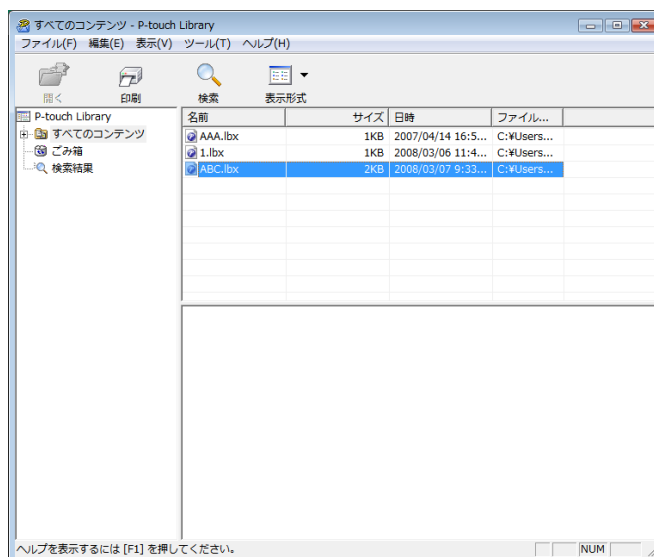 すべてのコンテンツ - P-touch Library
ファイル(F) 編集(E) 表示(V) ツール(T) ヘルプ(H)
開く 印刷 検索 表示形式
P-touch Library
すべてのコンテンツ
ごみ箱
検索結果
名前 サイズ 日時 ファイル...
AAA.lbx 1KB 2007/04/14 16:5... C:¥Users...
1.lbx 1KB 2008/03/06 11:4... C:¥Users...
ABC.lbx 2KB 2008/03/07 9:33... C:¥Users...
ヘルプを表示するには [F1] を押してください。 NUM